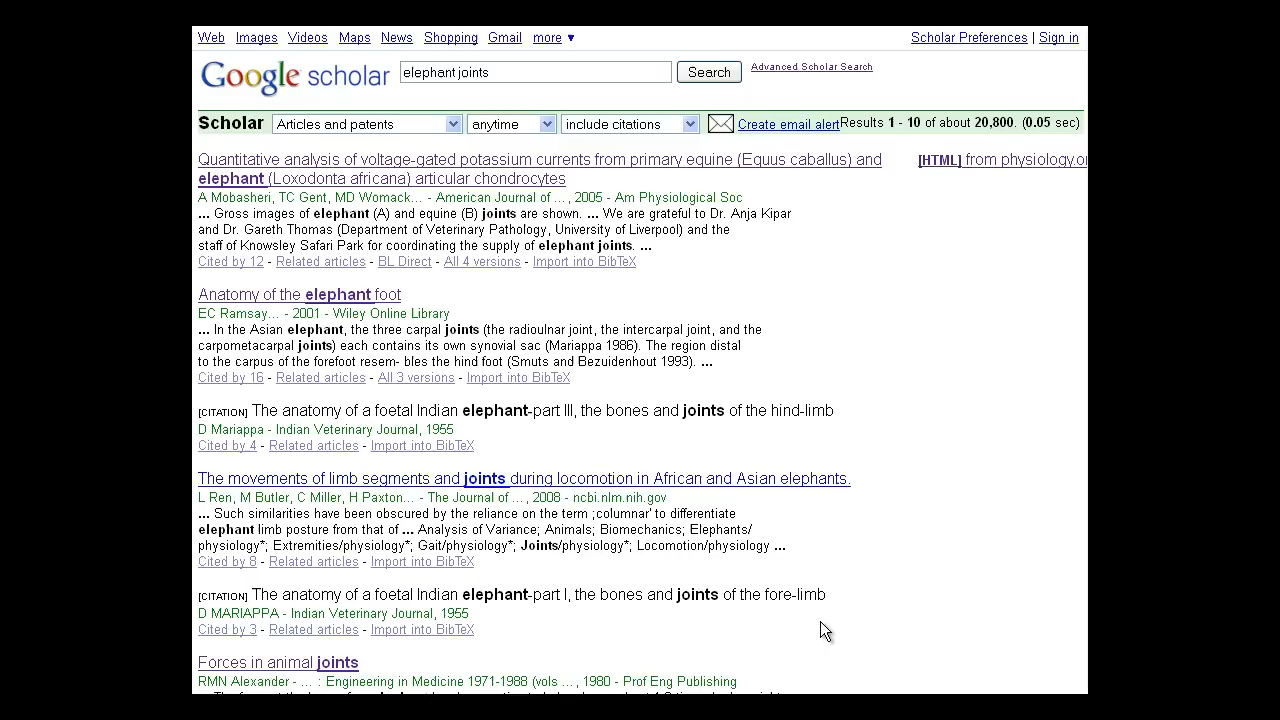 Web Images Videos Maps News Shopping Gmail more ▼ Scholar Preferences | Sign in
Google scholar elephant joints Search Advanced Scholar Search
Scholar Articles and patents anytime include citations Create email alert Results 1 - 10 of about 20,800. (0.05 sec)
Quantitative analysis of voltage-gated potassium currents from primary equine (Equus caballus) and [HTML] from physiology.or
elephant (Loxodonta africana) articular chondrocytes
A Mobasheri, TC Gent, MD Womack... - American Journal of ..., 2005 - Am Physiological Soc
... Gross images of elephant (A) and equine (B) joints are shown. ... We are grateful to Dr. Anja Kipar
and Dr. Gareth Thomas (Department of Veterinary Pathology, University of Liverpool) and the
staff of Knowsley Safari Park for coordinating the supply of elephant joints. ...
Cited by 12 - Related articles - BL Direct - All 4 versions - Import into BibTeX
Anatomy of the elephant foot
EC Ramsay... - 2001 - Wiley Online Library
... In the Asian elephant, the three carpal joints (the radioulnar joint, the intercarpal joint, and the
carpometacarpal joints) each contains its own synovial sac (Mariappa 1986). The region distal
to the carpus of the forefoot resem- bles the hind foot (Smuts and Bezuidenhout 1993). ...
Cited by 16 - Related articles - All 3 versions - Import into BibTeX
[CITATION] The anatomy of a foetal Indian elephant-part III, the bones and joints of the hind-limb
D Mariappa - Indian Veterinary Journal, 1955
Cited by 4 - Related articles - Import into BibTeX
The movements of limb segments and joints during locomotion in African and Asian elephants.
L Ren, M Butler, C Miller, H Paxton... - The Journal of ..., 2008 - ncbi.nlm.nih.gov
... Such similarities have been obscured by the reliance on the term ;columnar' to differentiate
elephant limb posture from that of ... Analysis of Variance; Animals; Biomechanics; Elephants/
physiology*; Extremities/physiology*; Gait/physiology*; Joints/physiology*; Locomotion/physiology ...
Cited by 8 - Related articles - Import into BibTeX
[CITATION] The anatomy of a foetal Indian elephant-part I, the bones and joints of the fore-limb
D MARIAPPA - Indian Veterinary Journal, 1955
Cited by 3 - Related articles - Import into BibTeX
Forces in animal joints
RMN Alexander - ... : Engineering in Medicine 1971-1988 (vols ..., 1980 - Prof Eng Publishing